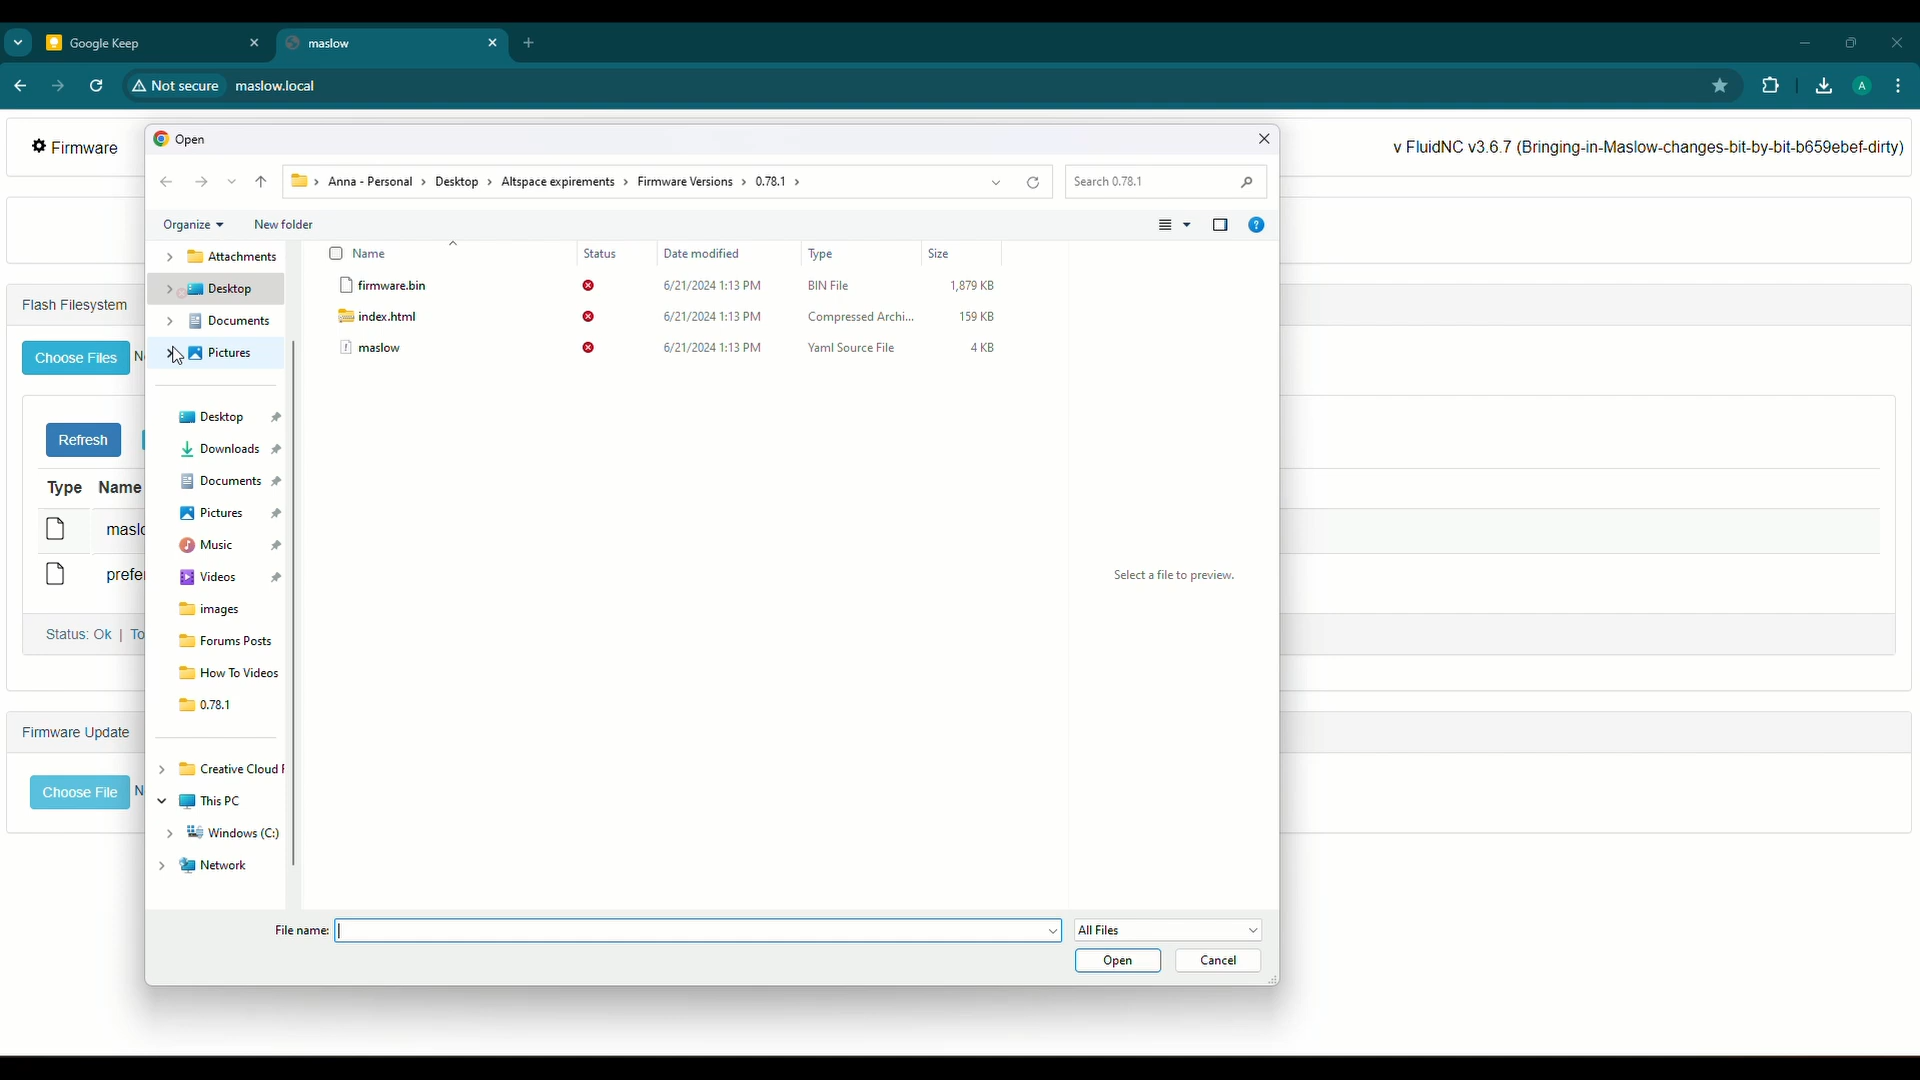 Google Keep
maslow
Not secure
maslow.local
A
Firmware
v FluidNC v3.6.7 (Bringing-in-Maslow-changes-bit-by-bit-b659ebef-dirty)
Open
Anna - Personal > Desktop > Altspace expirements > Firmware Versions > 0.78.1 >
Search 0.78.1
Organize
New folder
?
Name
Status
Date modified
Type
Size
firmware.bin
6/21/2024 1:13 PM
BIN File
1,879 KB
index.html
6/21/2024 1:13 PM
Compressed Archi...
159 KB
maslow
6/21/2024 1:13 PM
Yaml Source File
4 KB
Attachments
Desktop
Documents
Pictures
Desktop
Downloads
Documents
Pictures
Music
Videos
images
Forums Posts
How To Videos
0.78.1
Creative Cloud F
This PC
Windows (C:)
Network
Select a file to preview.
File name:
All Files
Open
Cancel
Flash Filesystem
Choose Files
Refresh
Type Name
Status: Ok |
Firmware Update
Choose File